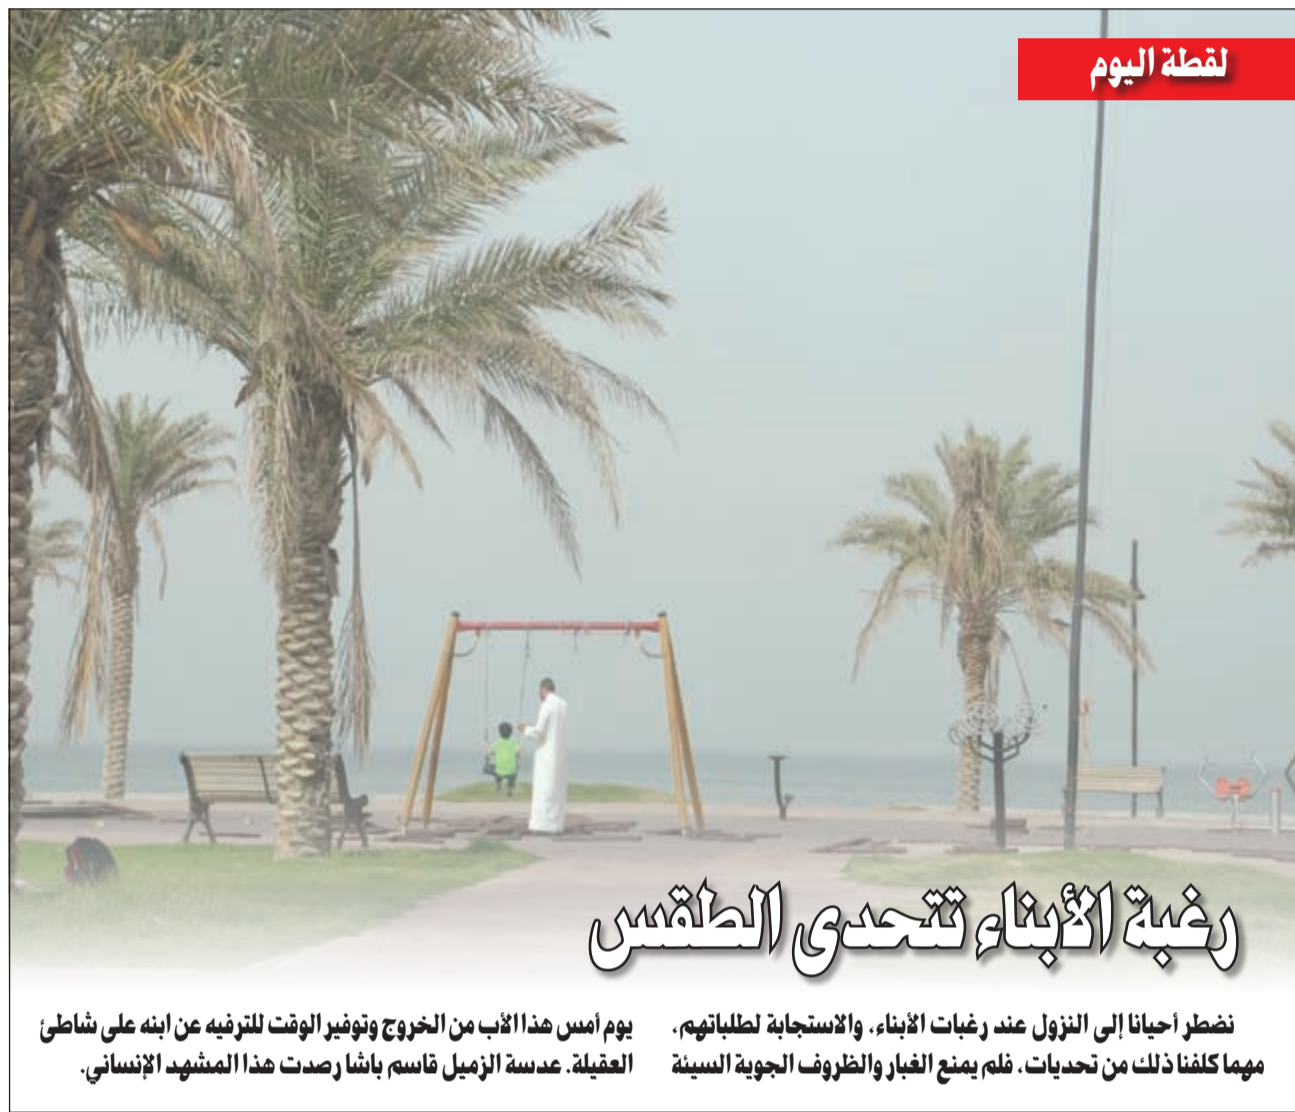 لقطة اليوم
رغبة الأبناء تتحدى الطقس
نضطر أحيانا إلى النزول عند رغبات الأبناء، والاستجابة لطلباتهم،
مهما كلفنا ذلك من تحديات، فلم يمنع الغبار والظروف الجوية السيئة
يوم أمس هذا الأب من الخروج وتوفير الوقت للترفيه عن ابنه على شاطئ
العقيلة. عدسة الزميل قاسم باشا رصدت هذا المشهد الإنساني.